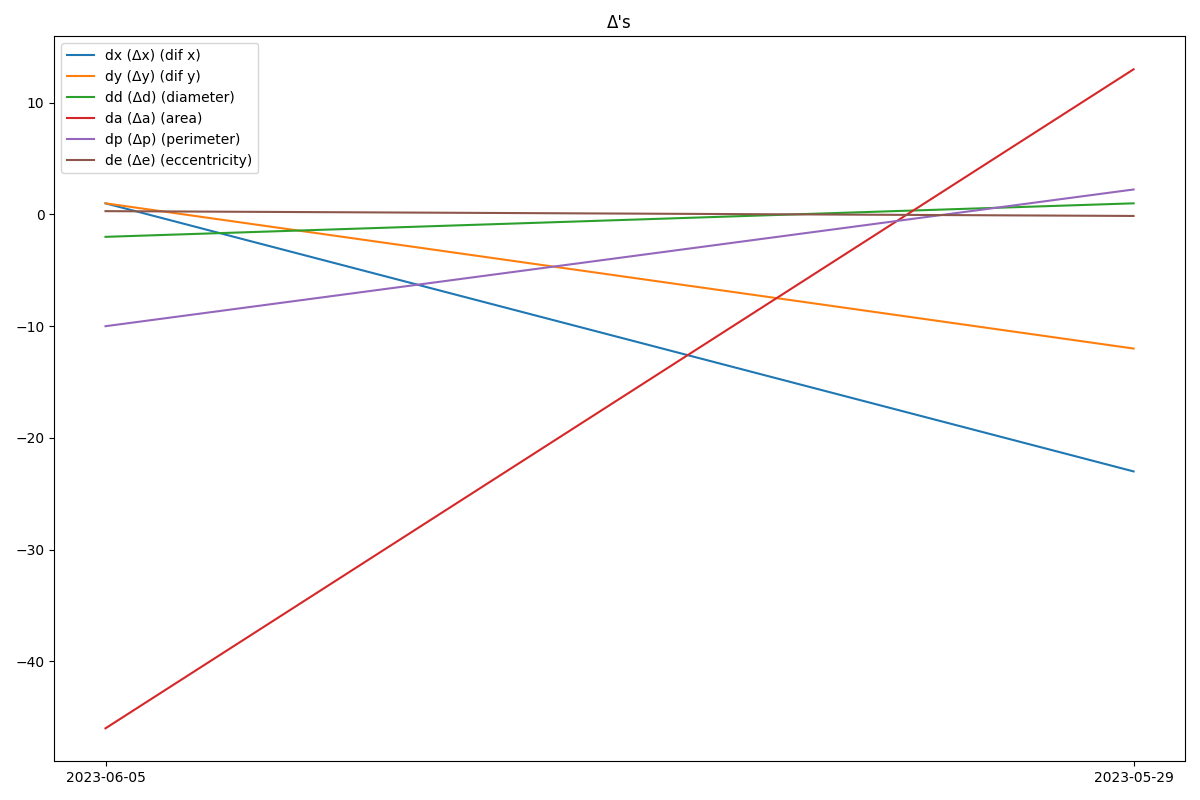 Δ's
dx (Δx) (dif x)
dy (Δy) (dif y)
dd (Δd) (diameter)
da (Δa) (area)
dp (Δp) (perimeter)
de (Δe) (eccentricity)
10
0
−10
−20
−30
−40
2023-06-05 2023-05-29